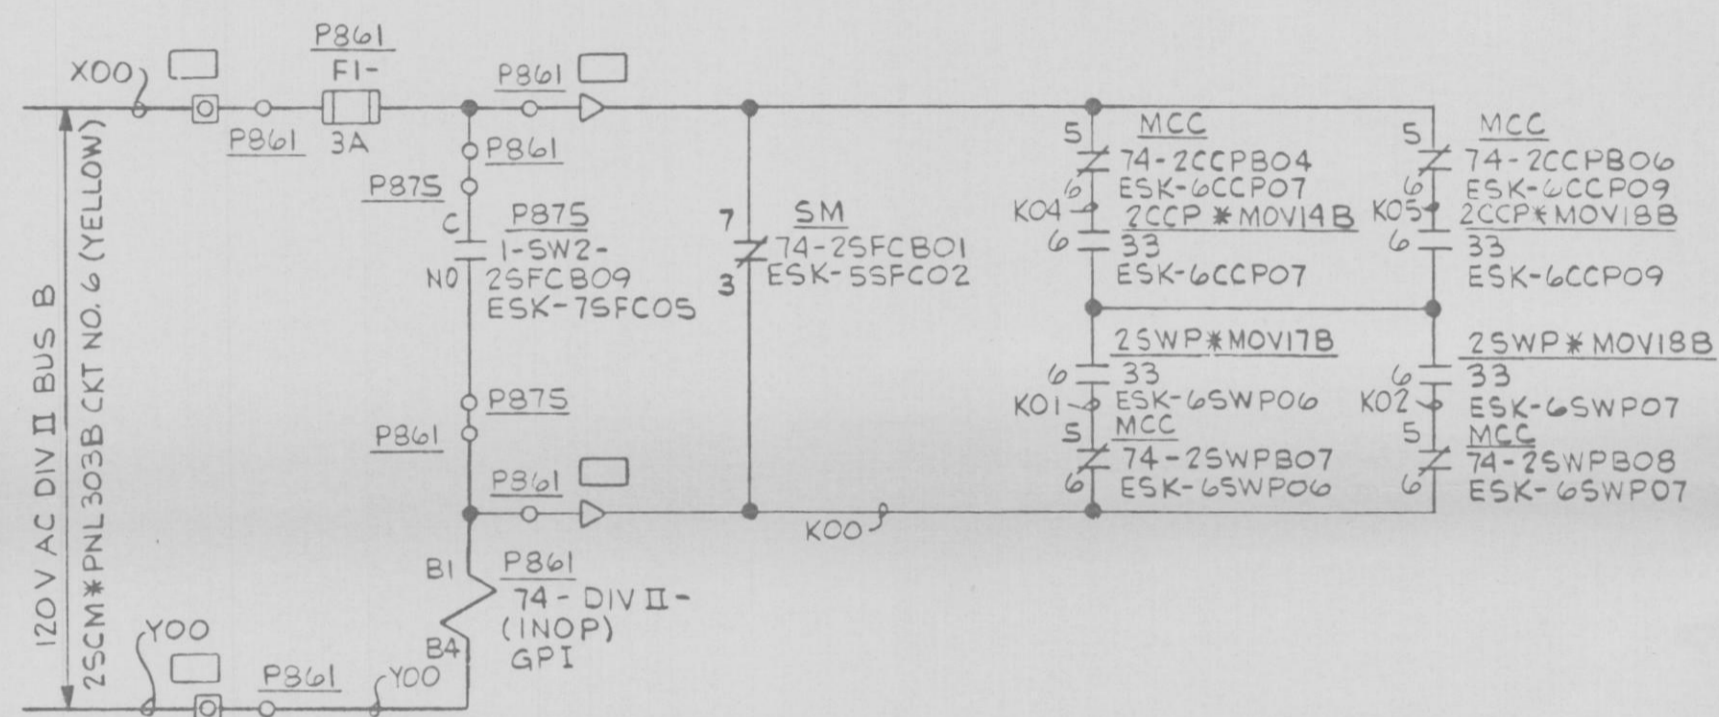 P861
F1-
3A
X00
P861
P861
P861
P875
C
P875
1-SW2-
2SFCB09
ESK-7SFC05
NO
P875
P861
P861
7
SM
74-2SFCB01
ESK-5SFC02
3
5
MCC
74-2CCPB04
6
ESK-6CCP07
K04
2CCP*MOV14B
6
33
ESK-6CCP07
5
MCC
74-2CCPB06
6
ESK-6CCP09
K05
2CCP*MOV18B
6
33
ESK-6CCP09
2SWP*MOV17B
6
33
K01
ESK-6SWP06
5
MCC
74-2SWPB07
6
ESK-6SWP06
2SWP*MOV18B
6
33
K02
ESK-6SWP07
5
MCC
74-2SWPB08
6
ESK-6SWP07
K00
B1
P861
74-DIV II-
(INOP)
GPI
B4
120V AC DIV II BUS B
2SCM*PNL303B CKT NO. 6 (YELLOW)
Y00
P861
Y00